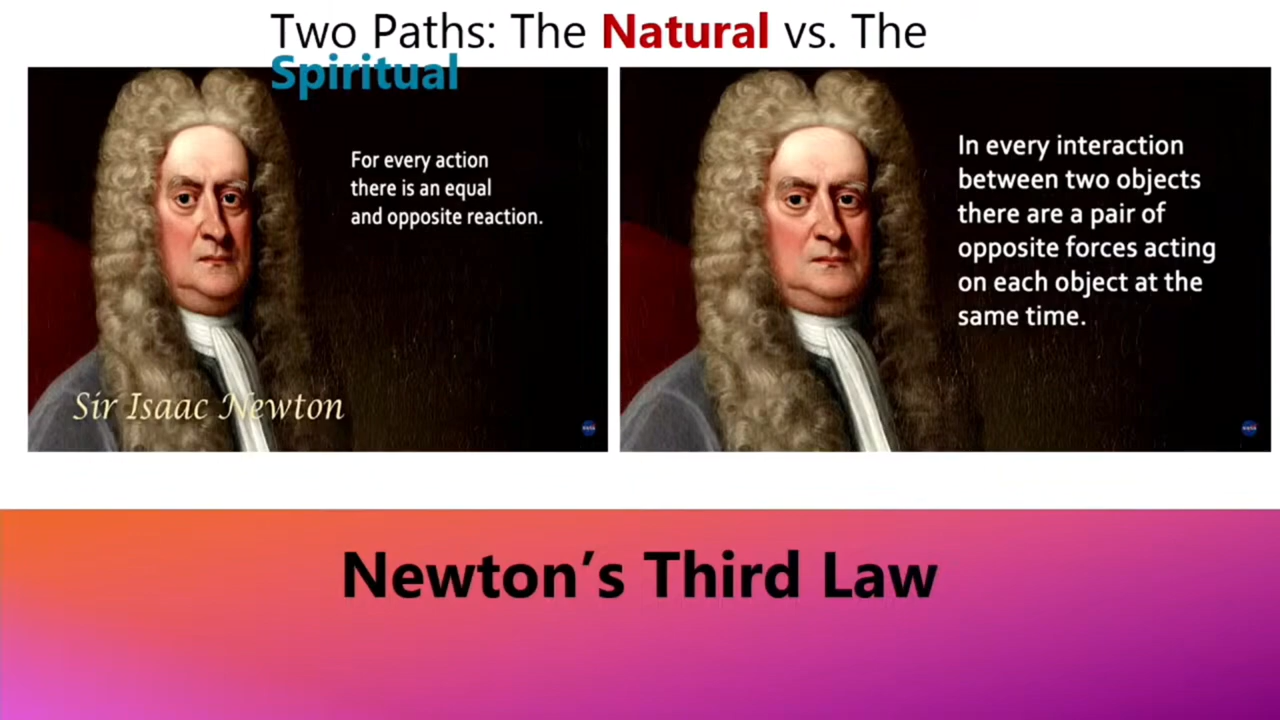 Two Paths: The Natural vs. The
Spiritual
For every action
there is an equal
and opposite reaction.
Sir Isaac Newton
NASA
In every interaction
between two objects
there are a pair of
opposite forces acting
on each object at the
same time.
NASA
Newton's Third Law